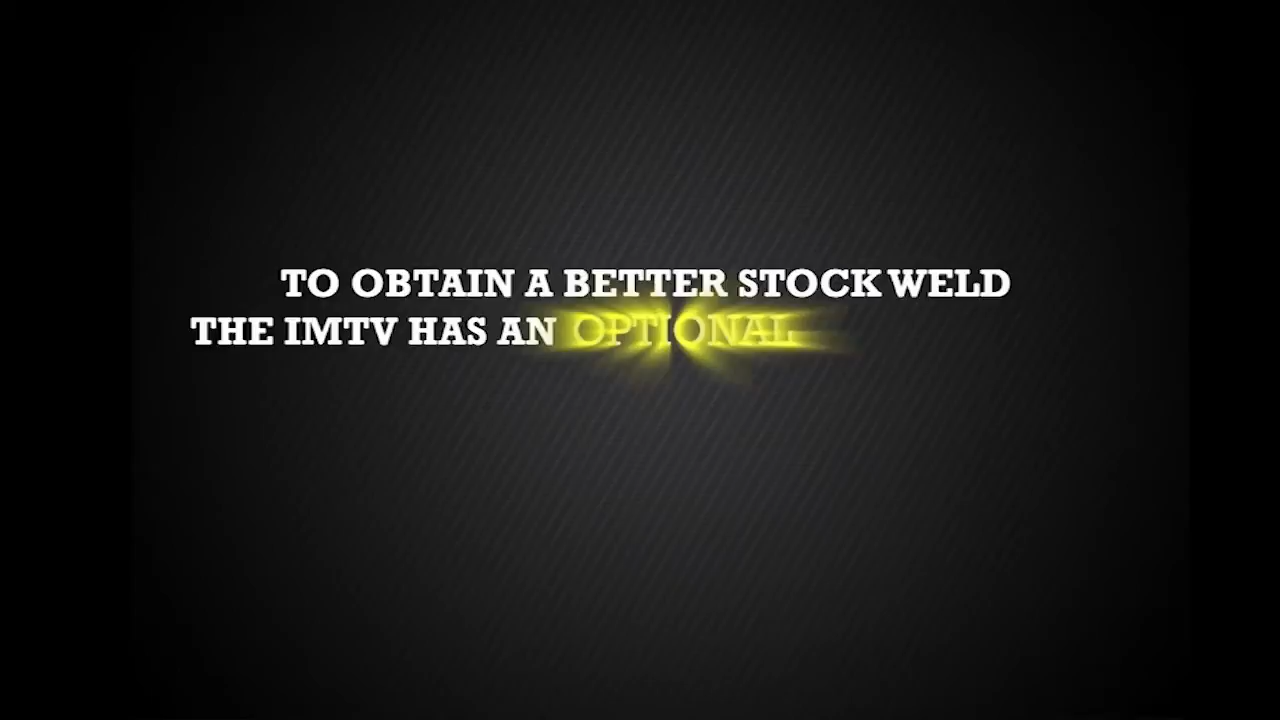 TO OBTAIN A BETTER STOCK WELD
THE IMTV HAS AN OPTIONAL